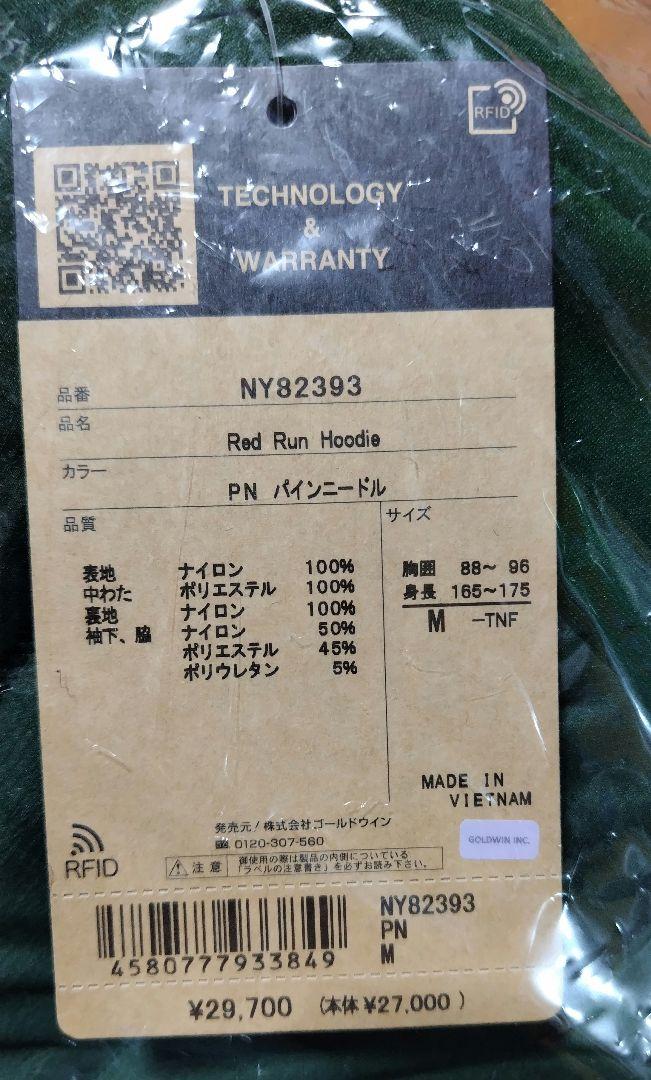 RFID
TECHNOLOGY
&
WARRANTY
品番 NY82393
品名 Red Run Hoodie
カラー PN パインニードル
品質
表地 ナイロン 100%
中わた ポリエステル 100%
裏地 ナイロン 100%
袖下、脇 ナイロン 50%
ポリエステル 45%
ポリウレタン 5%
サイズ
胸囲 88~ 96
身長 165~175
M -TNF
MADE IN
VIETNAM
発売元/株式会社ゴールドウイン
0120-307-560
GOLDWIN INC.
RFID
注意 御使用の際は製品の内側についている
「ラベルの注意書き」を必ずお読み下さい。
4580777933849
NY82393
PN
M
¥29,700 (本体¥27,000)